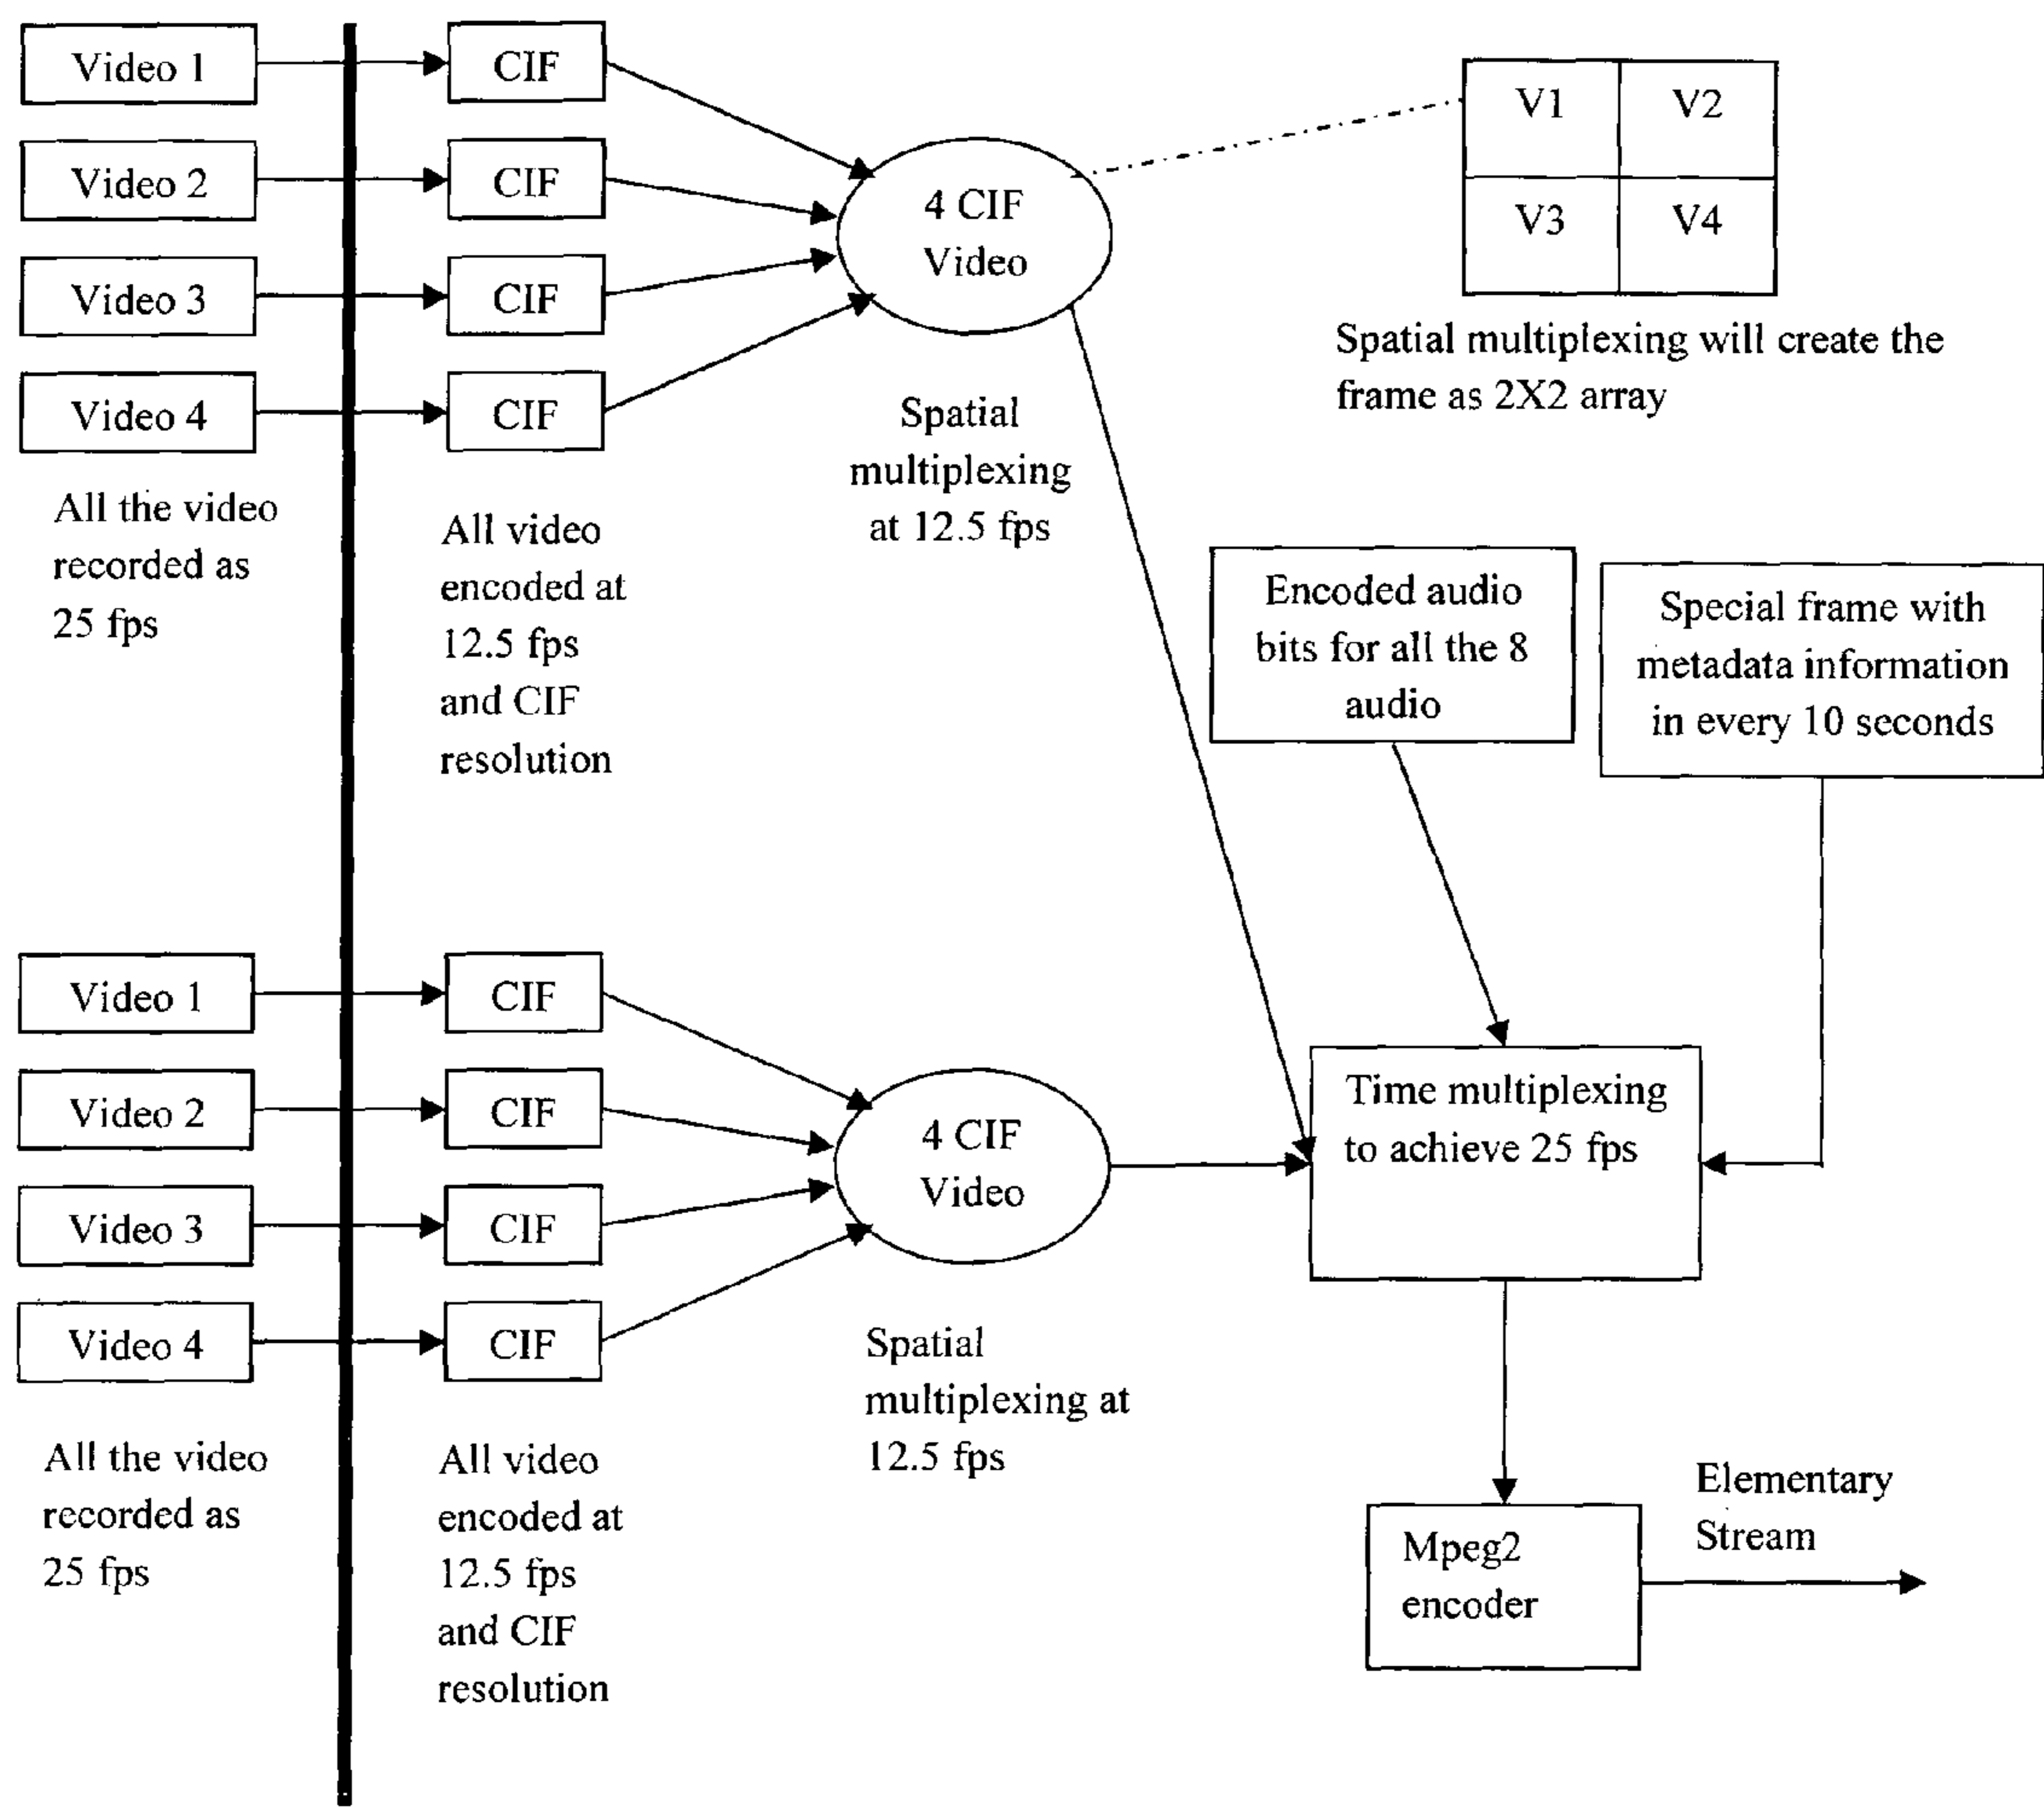 Video 1
CIF
Video 2
CIF
Video 3
CIF
Video 4
CIF
All the video
recorded as
25 fps
All video
encoded at
12.5 fps
and CIF
resolution
4 CIF
Video
Spatial
multiplexing
at 12.5 fps
V1
V2
V3
V4
Spatial multiplexing will create the
frame as 2X2 array
Encoded audio
bits for all the 8
audio
Special frame with
metadata information
in every 10 seconds
Video 1
CIF
Video 2
CIF
Video 3
CIF
Video 4
CIF
All the video
recorded as
25 fps
All video
encoded at
12.5 fps
and CIF
resolution
4 CIF
Video
Spatial
multiplexing at
12.5 fps
Time multiplexing
to achieve 25 fps
Mpeg2
encoder
Elementary
Stream